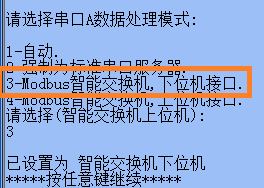 请选择串口A数据处理模式:
1-自动.
2-强制为标准串口服务器.
3-Modbus智能交换机,下位机接口.
4-Modbus智能交换机,上位机接口.
请选择(智能交换机上位机):
3
已设置为 智能交换机下位机
*****按任意键继续*****